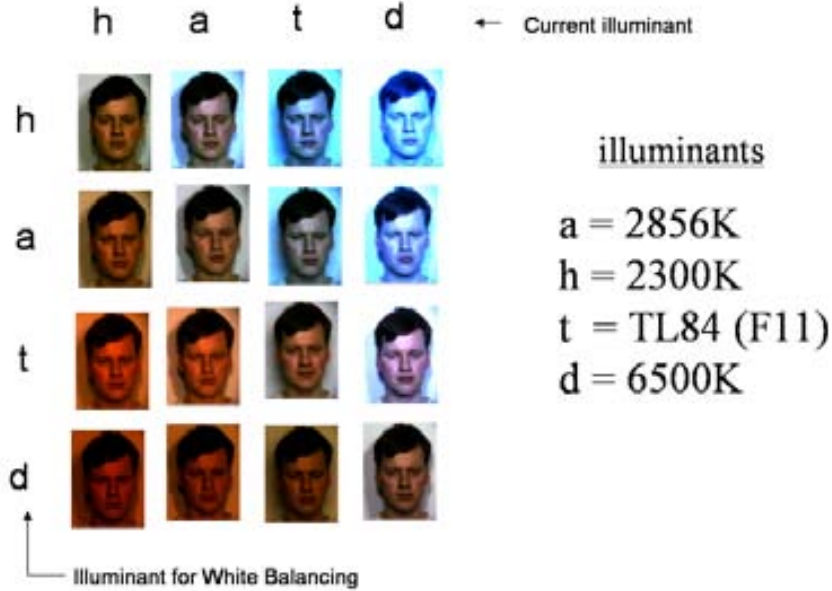 h a t d ← Current illuminant
h
illuminants
a
a = 2856K
h = 2300K
t = TL84 (F11)
t
d = 6500K
d
Illuminant for White Balancing